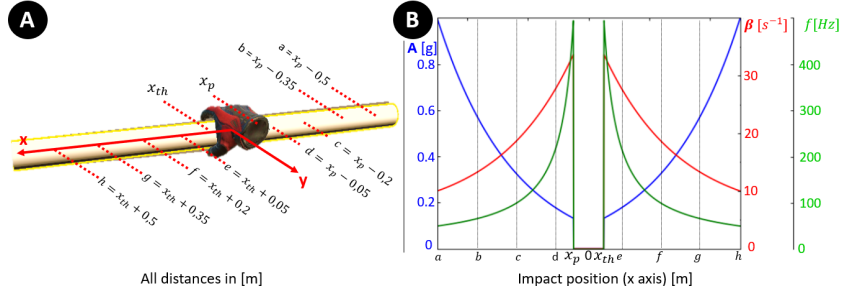 A
a = x_p − 0,5
b = x_p − 0,35
x_p
x_th
x
y
c = x_p − 0,2
d = x_p − 0,05
e = x_th + 0,05
f = x_th + 0,2
g = x_th + 0,35
h = x_th + 0,5
All distances in [m]
B
A [g]
0.8
0.6
0.4
0.2
0
β [s⁻¹]
30
20
10
0
f [Hz]
400
300
200
100
0
a b c d x_p 0 x_th e f g h
Impact position (x axis) [m]